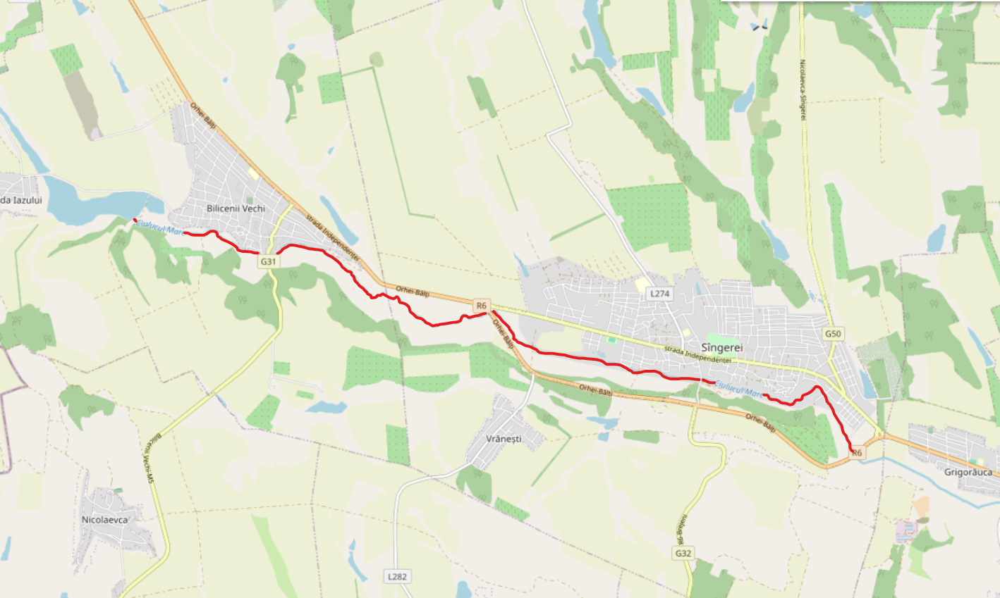 Orhei-Bălți
Nicolaevca-Sîngerei
da Iazului
Bilicenii Vechi
Ciulucul Mare
strada Independenței
G31
Orhei-Bălți
R6
L274
Orhei-Bălți
G50
Sîngerei
strada Independenței
Ciulucul Mare
Orhei-Bălți
Orhei-Bălți
Vrănești
Bilicenii Vechi-M5
R6
Grigorăuca
Nicolaevca
R6-Brejeni
G32
L282